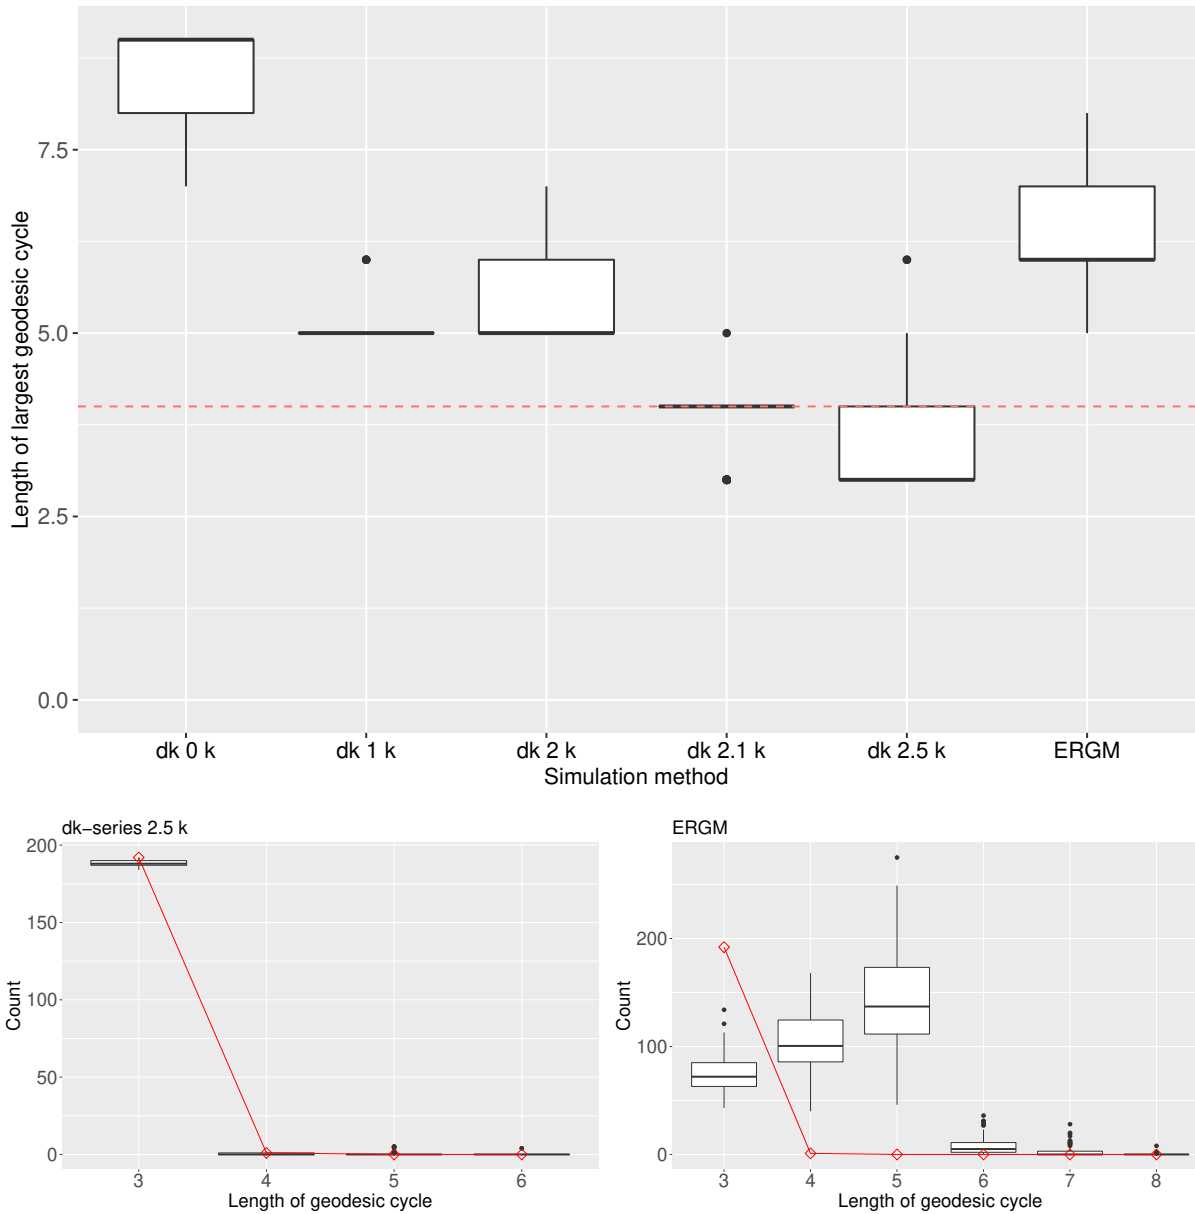 Length of largest geodesic cycle
7.5
5.0
2.5
0.0
dk 0 k
dk 1 k
dk 2 k
dk 2.1 k
dk 2.5 k
ERGM
Simulation method
dk−series 2.5 k
Count
200
150
100
50
0
3
4
5
6
Length of geodesic cycle
ERGM
Count
200
100
0
3
4
5
6
7
8
Length of geodesic cycle